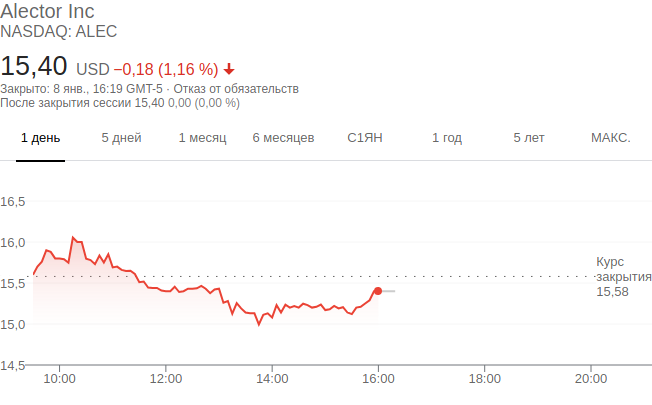 Alector Inc
NASDAQ: ALEC
15,40 USD −0,18 (1,16 %)
Закрыто: 8 янв., 16:19 GMT-5 · Отказ от обязательств
После закрытия сессии 15,40 0,00 (0,00 %)
1 день 5 дней 1 месяц 6 месяцев С1ЯН 1 год 5 лет МАКС.
16,5
16,0
Курс
15,5 закрытия
15,58
15,0
14,5
10:00 12:00 14:00 16:00 18:00 20:00